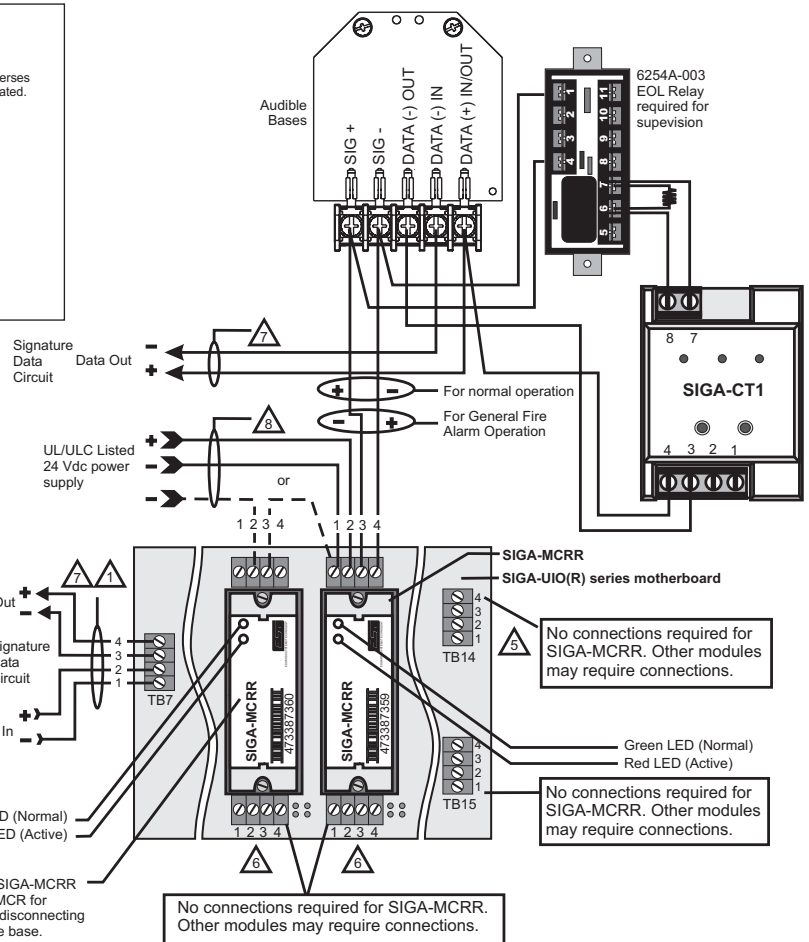 erses
ated.
Audible
Bases
SIG +
SIG -
DATA (-) OUT
DATA (-) IN
DATA (+) IN/OUT
6254A-003
EOL Relay
required for
supevision
1
2
3
4
11
10
9
8
7
6
5
8 7
SIGA-CT1
4 3 2 1
Signature
Data
Circuit
Data Out
-
+
7
+ -
For normal operation
- +
For General Fire
Alarm Operation
UL/ULC Listed
24 Vdc power
supply
+
-
-
8
or
1 2 3 4
1 2 3 4
SIGA-MCRR
SIGA-UIO(R) series motherboard
7 1
out +
-
ignature
ata
ircuit
In +
-
4
3
2
1
TB7
SIGA-MCRR
473387360
SIGA-MCRR
473387359
4
3
2
1
TB14
5
No connections required for
SIGA-MCRR. Other modules
may require connections.
Green LED (Normal)
Red LED (Active)
4
3
2
1
TB15
No connections required for
SIGA-MCRR. Other modules
may require connections.
D (Normal)
ED (Active)
1 2 3 4
1 2 3 4
6
6
SIGA-MCRR
MCR for
disconnecting
e base.
No connections required for SIGA-MCRR.
Other modules may require connections.